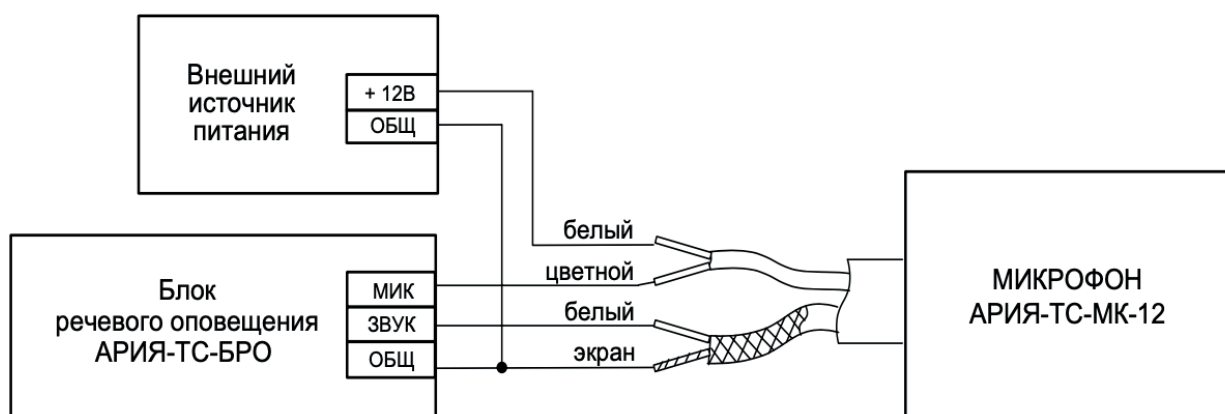 Внешний
источник
питания
+ 12В
ОБЩ
белый
цветной
белый
экран
Блок
речевого оповещения
АРИЯ-ТС-БРО
МИК
ЗВУК
ОБЩ
МИКРОФОН
АРИЯ-ТС-МК-12